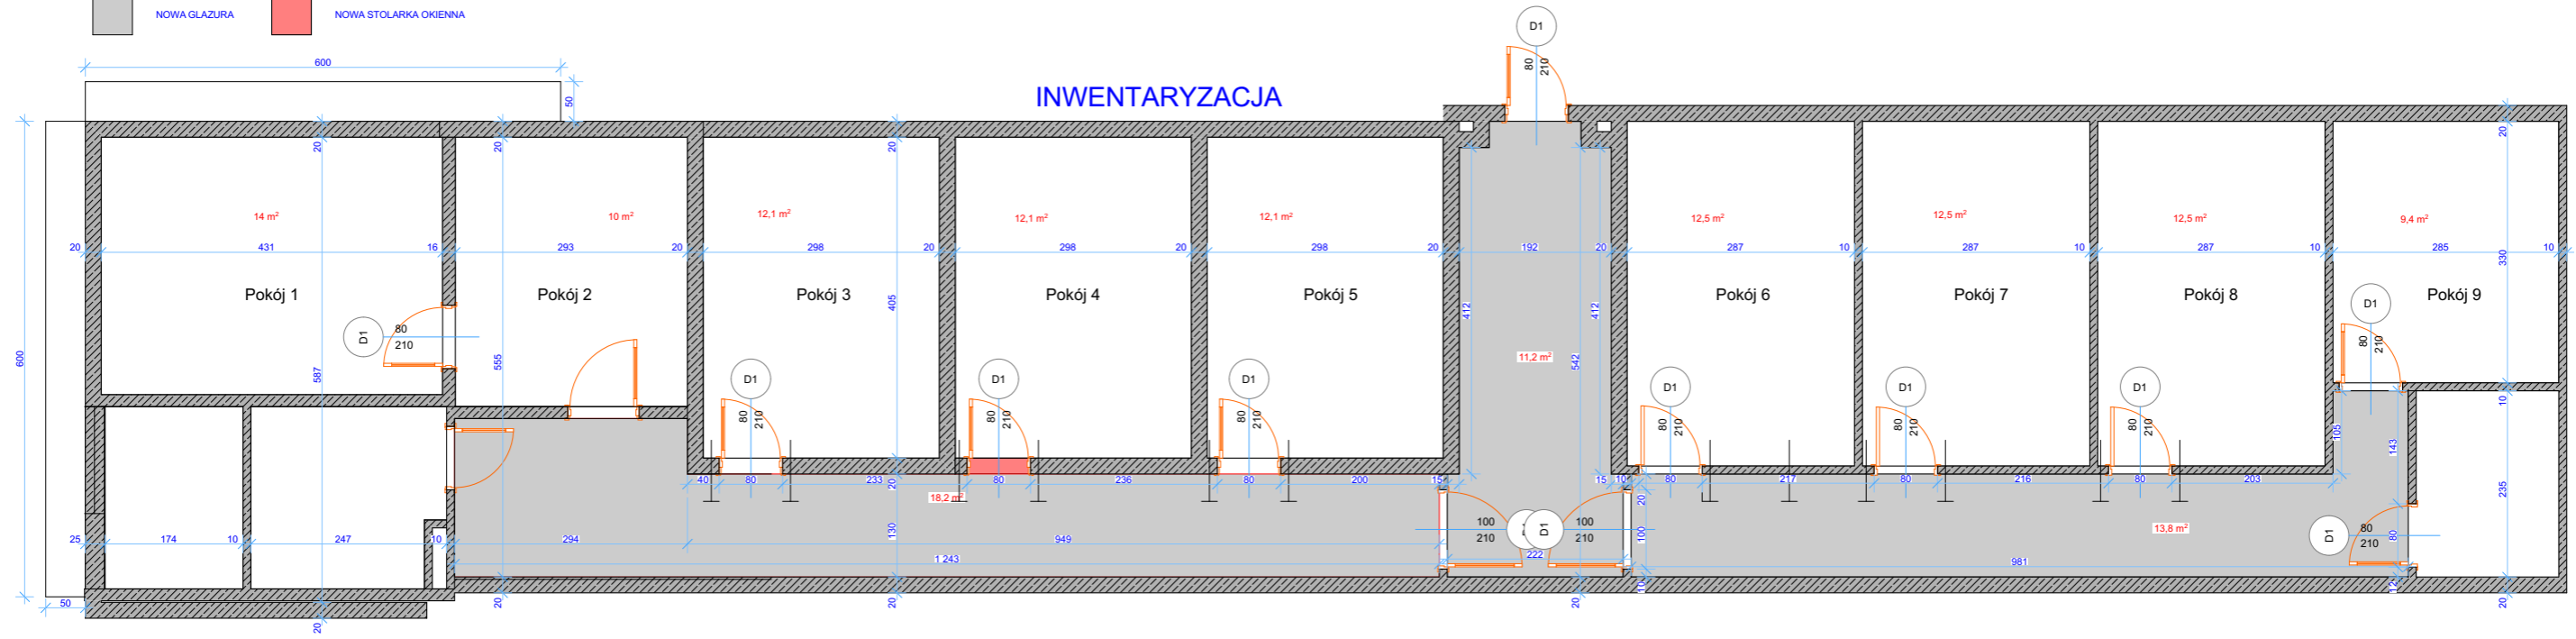 NOWA GLAZURA
NOWA STOLARKA OKIENNA
INWENTARYZACJA
600
50
D1
80
210
600
20
20
20
20
14 m²
10 m²
12,1 m²
12,1 m²
12,1 m²
12,5 m²
12,5 m²
12,5 m²
9,4 m²
20
431
16
293
20
298
20
298
20
298
20
192
20
287
10
287
10
287
10
285
10
330
Pokój 1
Pokój 2
Pokój 3
Pokój 4
Pokój 5
Pokój 6
Pokój 7
Pokój 8
Pokój 9
405
412
412
D1
80
210
D1
80
210
555
587
11,2 m²
542
D1
80
210
D1
80
210
D1
80
210
D1
80
210
D1
80
210
D1
80
210
10
105
143
235
40
80
233
20
80
236
80
200
15
15
10
80
217
80
216
80
203
18,2 m²
13,8 m²
20
100
130
100
210
D1
100
210
D1
80
210
80
25
174
10
247
10
294
949
1 243
222
981
50
20
20
20
20
10
12
20